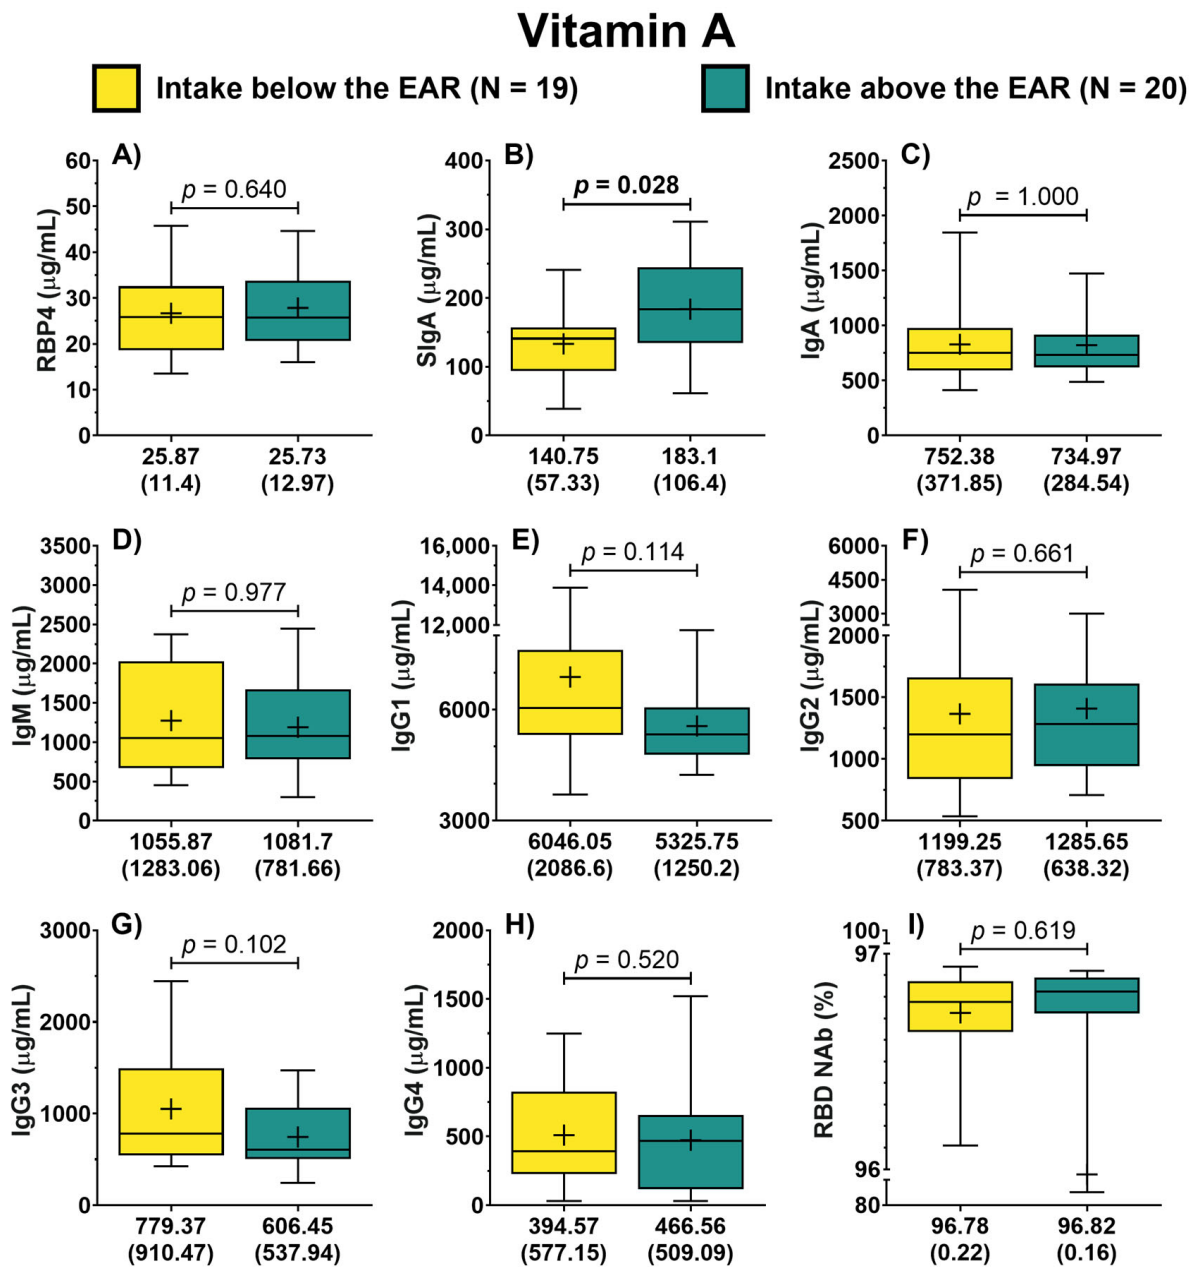 Vitamin A
Intake below the EAR (N = 19)
Intake above the EAR (N = 20)
A)
RBP4 (μg/mL)
60
50
40
30
20
10
0
p = 0.640
25.87
(11.4)
25.73
(12.97)
B)
SIgA (μg/mL)
400
300
200
100
0
p = 0.028
140.75
(57.33)
183.1
(106.4)
C)
IgA (μg/mL)
2500
2000
1500
1000
500
0
p = 1.000
752.38
(371.85)
734.97
(284.54)
D)
IgM (μg/mL)
3500
3000
2500
2000
1500
1000
500
0
p = 0.977
1055.87
(1283.06)
1081.7
(781.66)
E)
IgG1 (μg/mL)
16,000
14,000
12,000
6000
3000
p = 0.114
6046.05
(2086.6)
5325.75
(1250.2)
F)
IgG2 (μg/mL)
6000
4500
3000
2000
1500
1000
500
p = 0.661
1199.25
(783.37)
1285.65
(638.32)
G)
IgG3 (μg/mL)
3000
2000
1000
0
p = 0.102
779.37
(910.47)
606.45
(537.94)
H)
IgG4 (μg/mL)
2000
1500
1000
500
0
p = 0.520
394.57
(577.15)
466.56
(509.09)
I)
RBD NAb (%)
100
97
96
80
p = 0.619
96.78
(0.22)
96.82
(0.16)